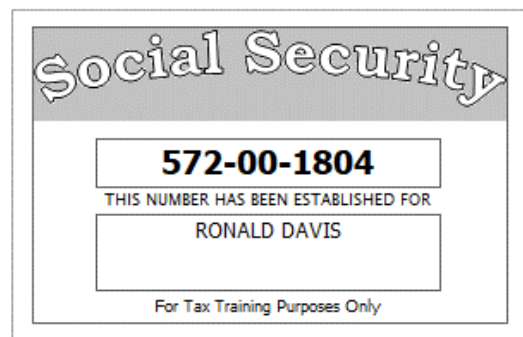 Social Security
572-00-1804
THIS NUMBER HAS BEEN ESTABLISHED FOR
RONALD DAVIS
For Tax Training Purposes Only